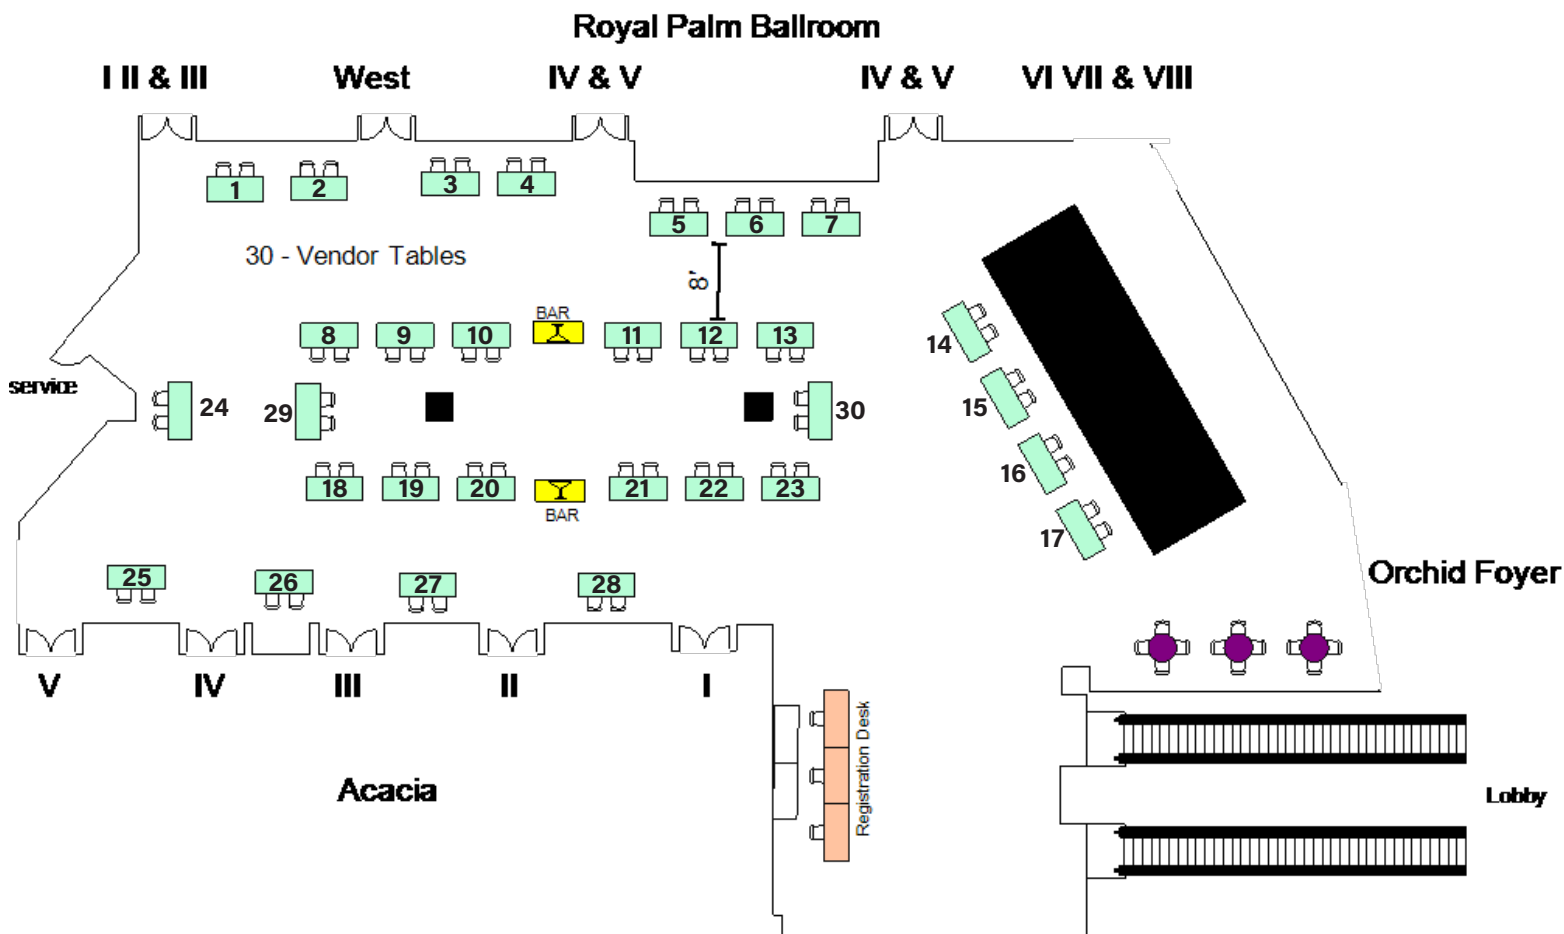 Royal Palm Ballroom
I II & III
West
IV & V
IV & V
VI VII & VIII
1
2
3
4
5
6
7
30 - Vendor Tables
8'
BAR
8
9
10
11
12
13
14
service
24
29
30
15
16
18
19
20
21
22
23
17
BAR
25
26
27
28
Orchid Foyer
V
IV
III
II
I
Registration Desk
Acacia
Lobby